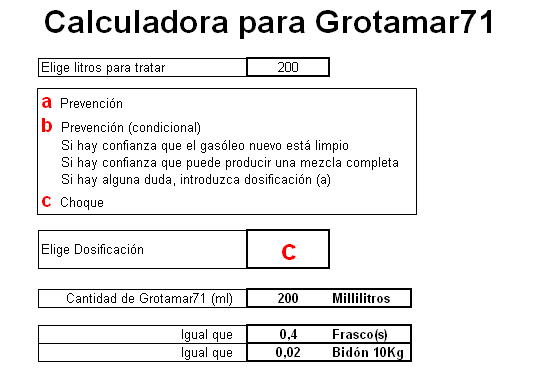 Calculadora para Grotamar71
Elige litros para tratar 200
a Prevención
b Prevención (condicional)
Si hay confianza que el gasóleo nuevo está limpio
Si hay confianza que puede producir una mezcla completa
Si hay alguna duda, introduzca dosificación (a)
c Choque
Elige Dosificación c
Cantidad de Grotamar71 (ml) 200 Millilitros
Igual que 0,4 Frasco(s)
Igual que 0,02 Bidón 10Kg